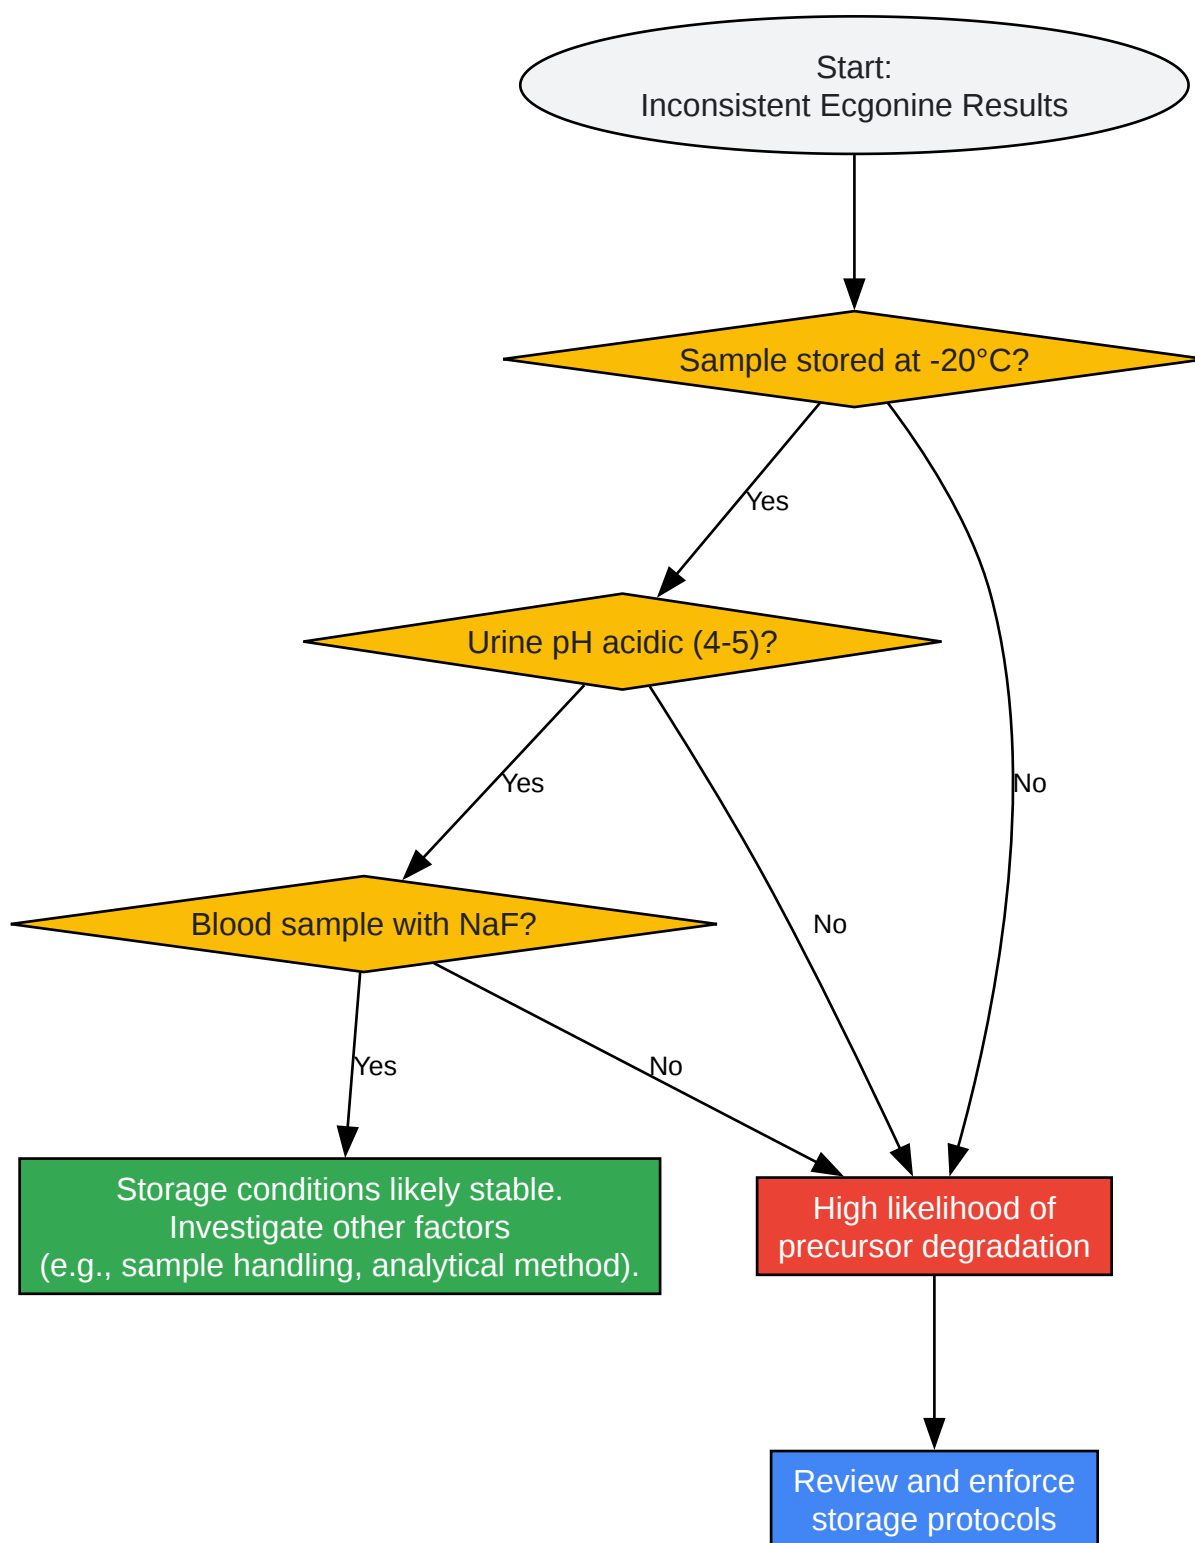 Start:
Inconsistent Ecgonine Results
Sample stored at -20°C?
Yes
Urine pH acidic (4-5)?
Yes
No
Blood sample with NaF?
No
Yes
No
Storage conditions likely stable.
Investigate other factors
(e.g., sample handling, analytical method).
High likelihood of
precursor degradation
Review and enforce
storage protocols